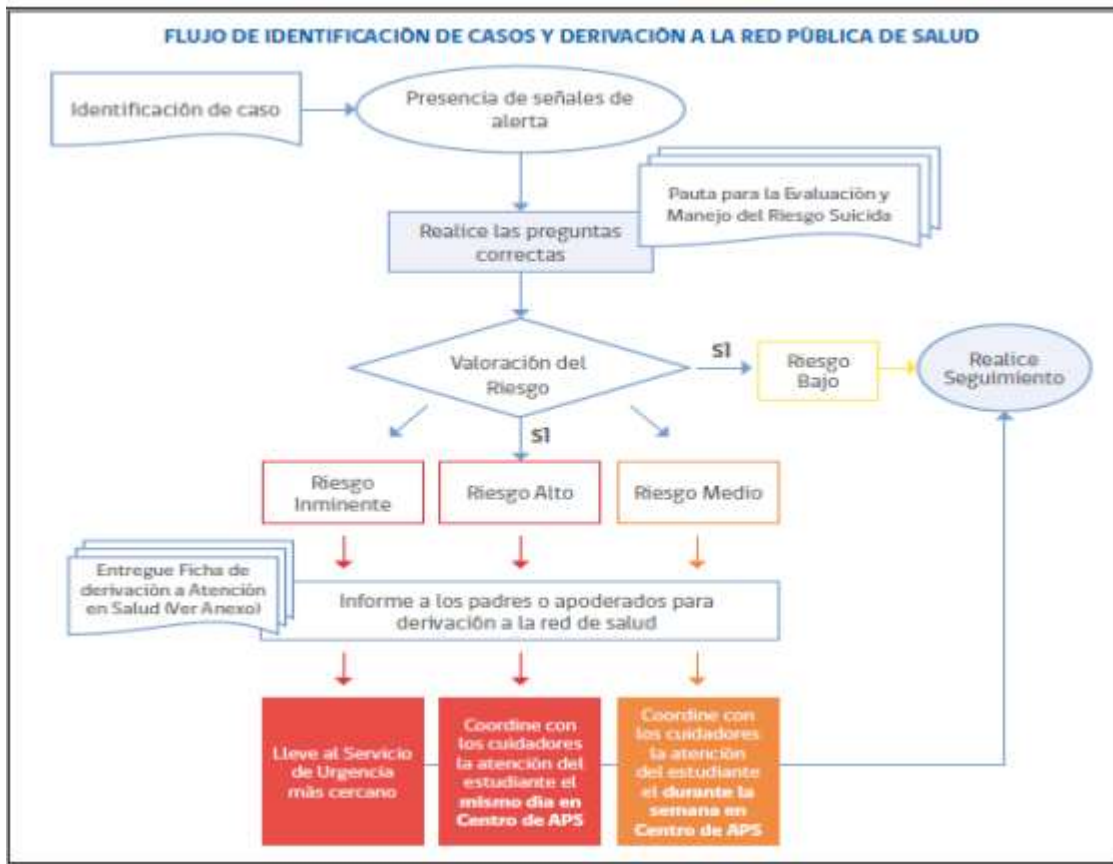 FLUJO DE IDENTIFICACIÓN DE CASOS Y DERIVACIÓN A LA RED PÚBLICA DE SALUD
Identificación de caso
Presencia de señales de
alerta
Pauta para la Evaluación y
Manejo del Riesgo Suicida
Realice las preguntas
correctas
Valoración del
Riesgo
SÍ
Riesgo
Bajo
Realice
Seguimiento
SÍ
Riesgo
Inminente
Riesgo Alto
Riesgo Medio
Entregue Ficha de
derivación a Atención
en Salud (Ver Anexo)
Informe a los padres o apoderados para
derivación a la red de salud
Lleve al Servicio
de Urgencia
más cercano
Coordine con
los cuidadores
la atención del
estudiante el
mismo día en
Centro de APS
Coordine con
los cuidadores
la atención
del estudiante
el durante la
semana en
Centro de APS